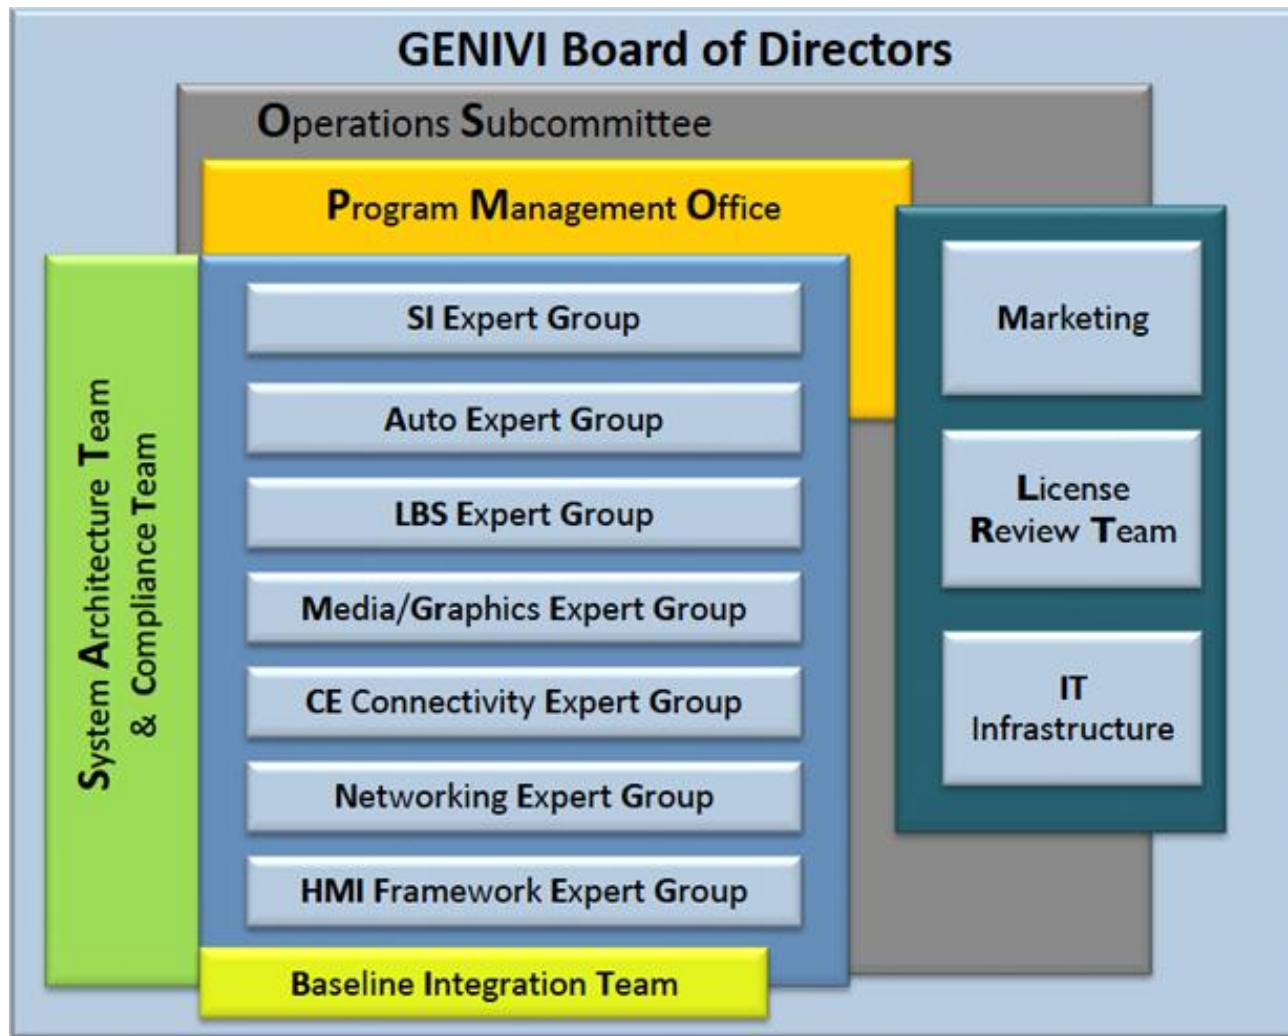 GENIVI Board of Directors
Operations Subcommittee
Program Management Office
System Architecture Team
& Compliance Team
SI Expert Group
Auto Expert Group
LBS Expert Group
Media/Graphics Expert Group
CE Connectivity Expert Group
Networking Expert Group
HMI Framework Expert Group
Baseline Integration Team
Marketing
License
Review Team
IT
Infrastructure